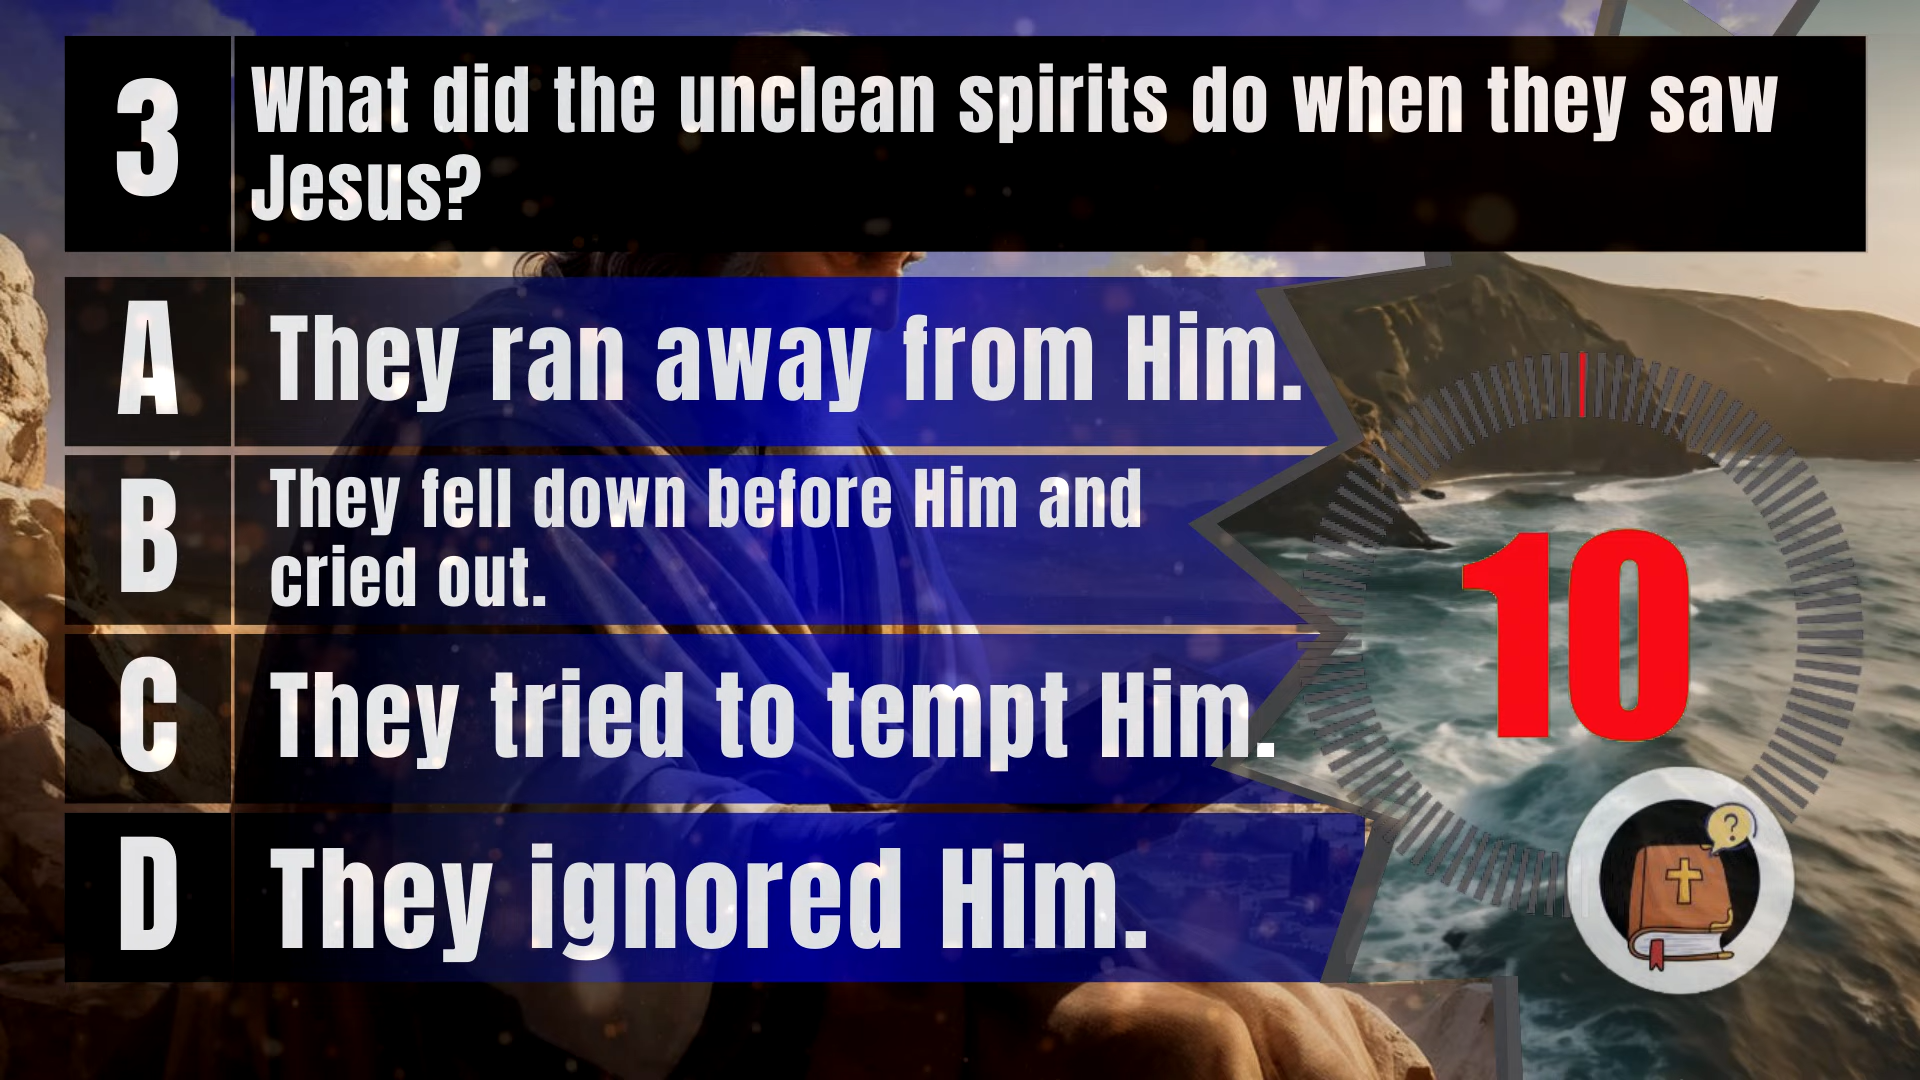 3
What did the unclean spirits do when they saw
Jesus?
A
They ran away from Him.
B
They fell down before Him and
cried out.
C
They tried to tempt Him.
D
They ignored Him.
10
?